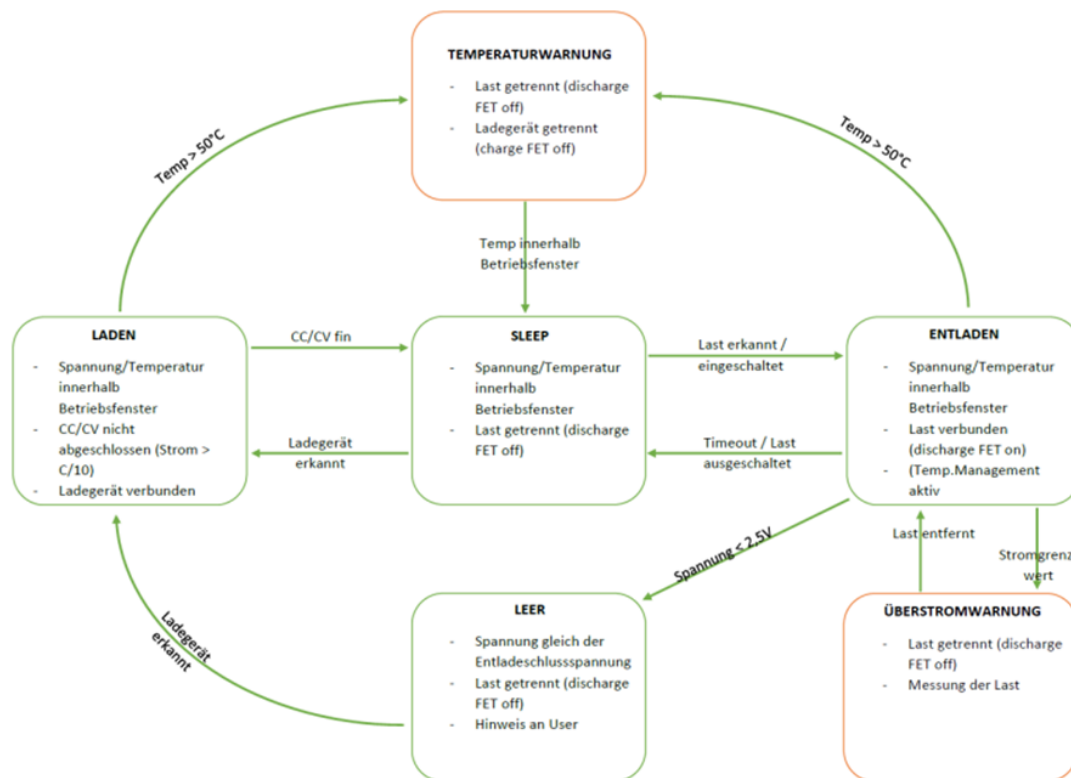 TEMPERATURWARNUNG
- Last getrennt (discharge
FET off)
- Ladegerät getrennt
(charge FET off)
Temp > 50°C
Temp > 50°C
Temp innerhalb
Betriebsfenster
LADEN
- Spannung/Temperatur
innerhalb
Betriebsfenster
- CC/CV nicht
abgeschlossen (Strom >
C/10)
- Ladegerät verbunden
CC/CV fin
Ladegerät
erkannt
SLEEP
- Spannung/Temperatur
innerhalb
Betriebsfenster
- Last getrennt (discharge
FET off)
Last erkannt /
eingeschaltet
Timeout / Last
ausgeschaltet
ENTLADEN
- Spannung/Temperatur
innerhalb
Betriebsfenster
- Last verbunden
(discharge FET on)
- (Temp.Management
aktiv
Spannung < 2,5V
Last entfernt
Stromgrenz
wert
Ladegerät
erkannt
LEER
- Spannung gleich der
Entladeschlussspannung
- Last getrennt (discharge
FET off)
- Hinweis an User
ÜBERSTROMWARNUNG
- Last getrennt (discharge
FET off)
- Messung der Last